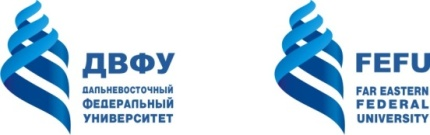 ДВФУ
ДАЛЬНЕВОСТОЧНЫЙ
ФЕДЕРАЛЬНЫЙ
УНИВЕРСИТЕТ
FEFU
FAR EASTERN
FEDERAL
UNIVERSITY